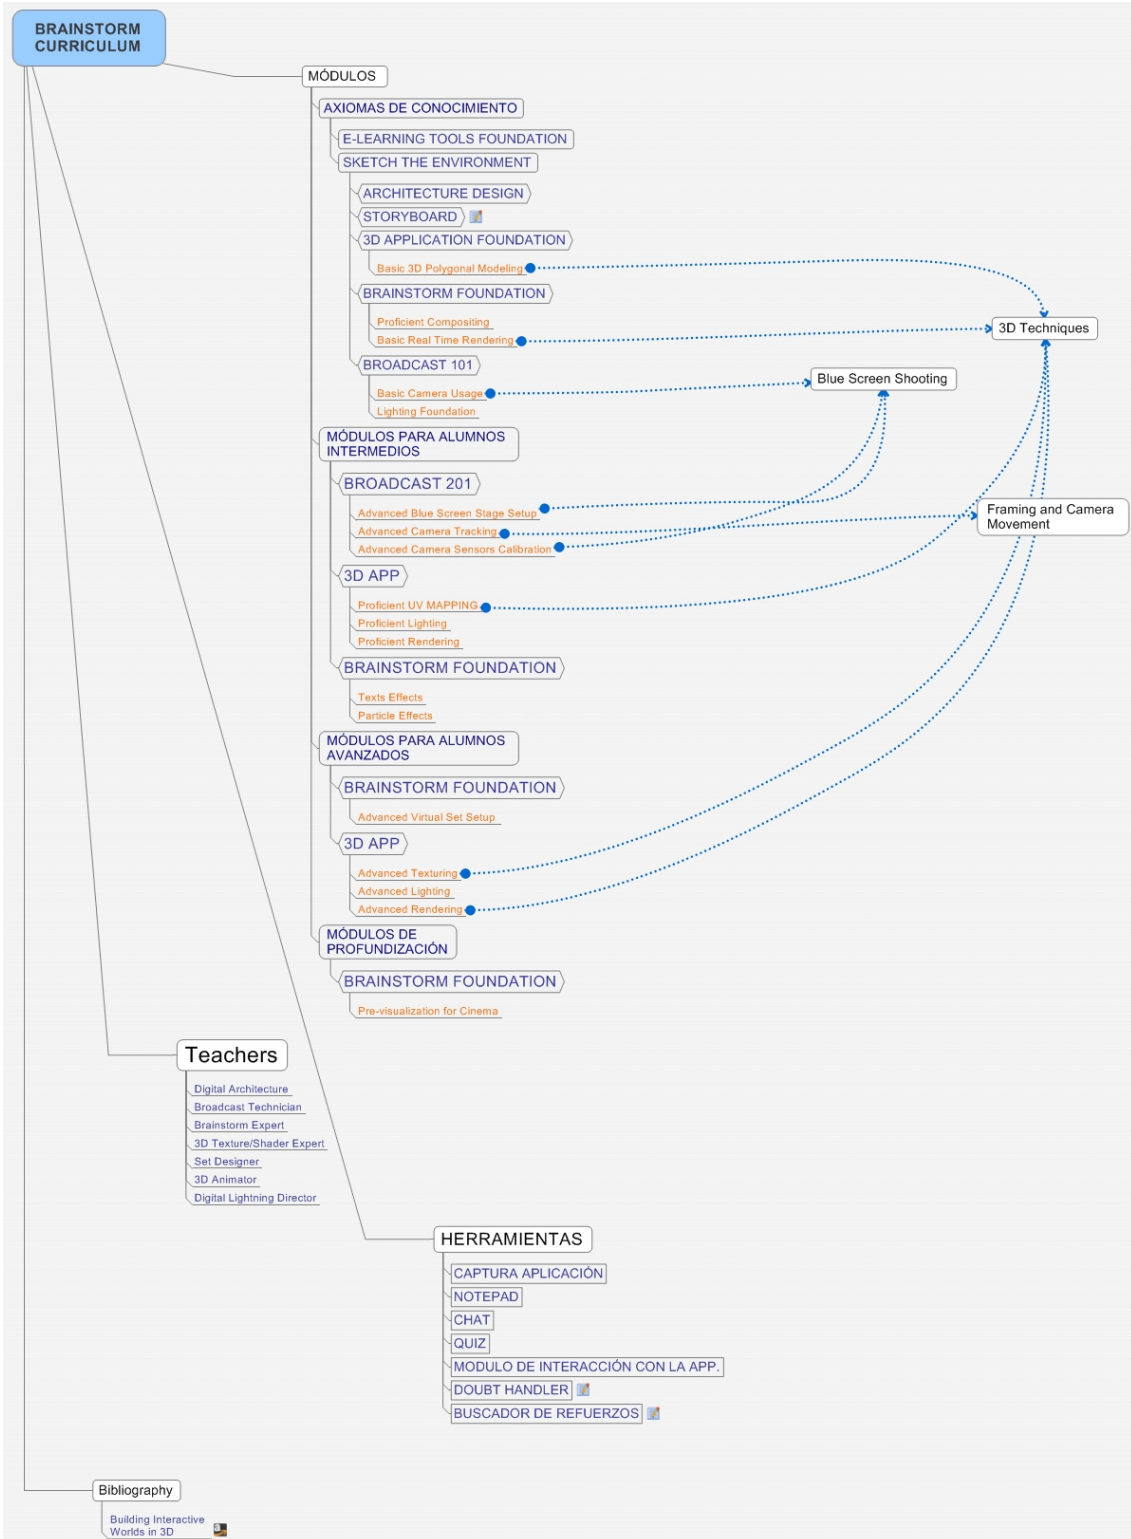 BRAINSTORM
CURRICULUM
MÓDULOS
AXIOMAS DE CONOCIMIENTO
E-LEARNING TOOLS FOUNDATION
SKETCH THE ENVIRONMENT
ARCHITECTURE DESIGN
STORYBOARD
3D APPLICATION FOUNDATION
Basic 3D Polygonal Modeling
BRAINSTORM FOUNDATION
Proficient Compositing
Basic Real Time Rendering
3D Techniques
BROADCAST 101
Basic Camera Usage
Blue Screen Shooting
Lighting Foundation
MÓDULOS PARA ALUMNOS
INTERMEDIOS
BROADCAST 201
Advanced Blue Screen Stage Setup
Advanced Camera Tracking
Advanced Camera Sensors Calibration
Framing and Camera
Movement
3D APP
Proficient UV MAPPING
Proficient Lighting
Proficient Rendering
BRAINSTORM FOUNDATION
Texts Effects
Particle Effects
MÓDULOS PARA ALUMNOS
AVANZADOS
BRAINSTORM FOUNDATION
Advanced Virtual Set Setup
3D APP
Advanced Texturing
Advanced Lighting
Advanced Rendering
MÓDULOS DE
PROFUNDIZACIÓN
BRAINSTORM FOUNDATION
Pre-visualization for Cinema
Teachers
Digital Architecture
Broadcast Technician
Brainstorm Expert
3D Texture/Shader Expert
Set Designer
3D Animator
Digital Lightning Director
HERRAMIENTAS
CAPTURA APLICACIÓN
NOTEPAD
CHAT
QUIZ
MODULO DE INTERACCIÓN CON LA APP.
DOUBT HANDLER
BUSCADOR DE REFUERZOS
Bibliography
Building Interactive
Worlds in 3D